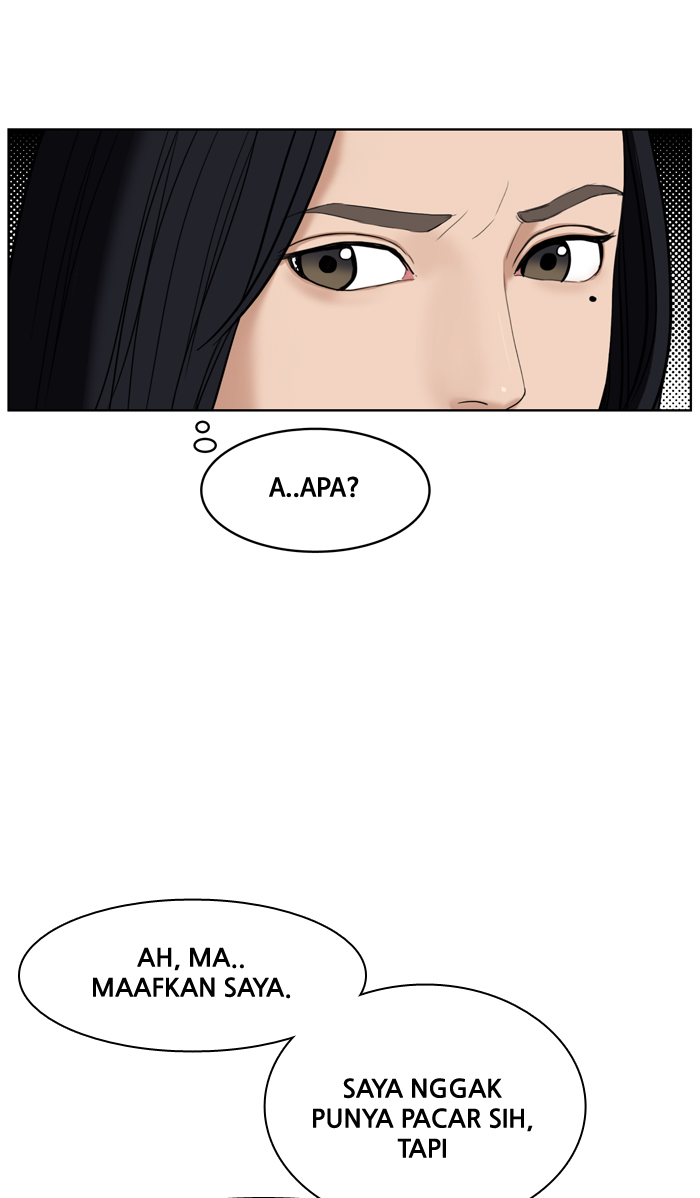 A..APA?
AH, MA..
MAAFKAN SAYA.
SAYA NGGAK
PUNYA PACAR SIH,
TAPI